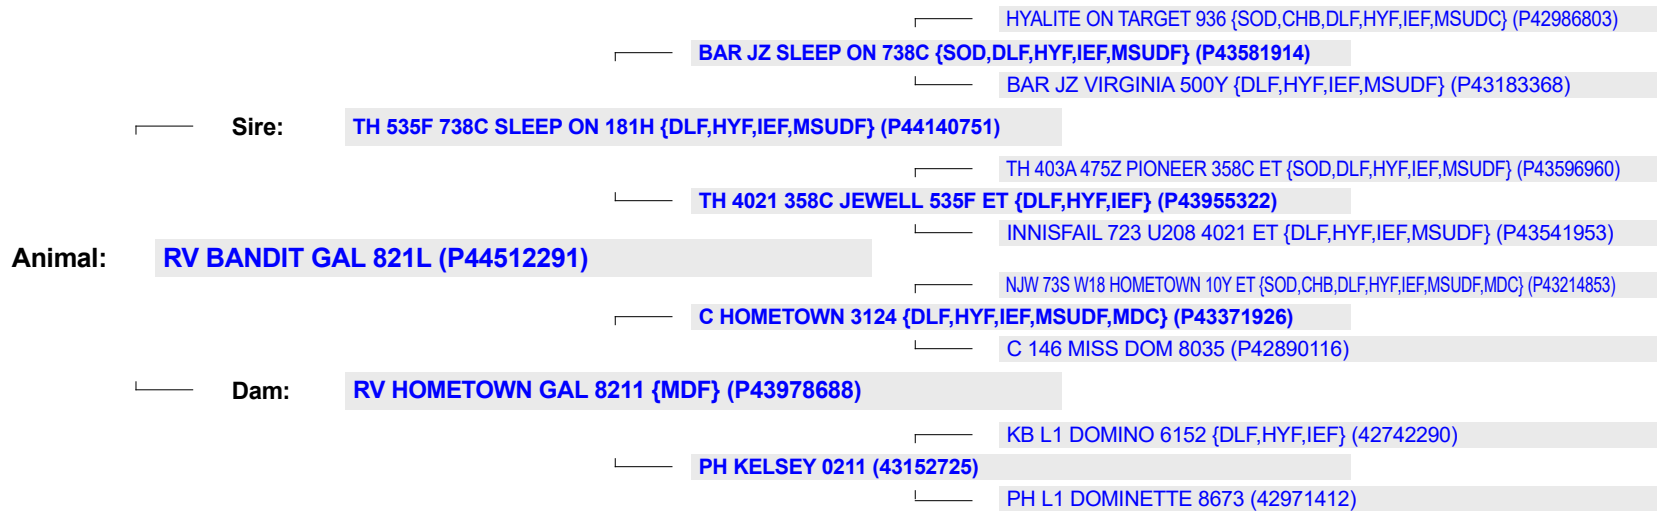 HYALITE ON TARGET 936 {SOD,CHB,DLF,HYF,IEF,MSUDC} (P42986803)
BAR JZ SLEEP ON 738C {SOD,DLF,HYF,IEF,MSUDF} (P43581914)
BAR JZ VIRGINIA 500Y {DLF,HYF,IEF,MSUDF} (P43183368)
Sire: TH 535F 738C SLEEP ON 181H {DLF,HYF,IEF,MSUDF} (P44140751)
TH 403A 475Z PIONEER 358C ET {SOD,DLF,HYF,IEF,MSUDF} (P43596960)
TH 4021 358C JEWELL 535F ET {DLF,HYF,IEF} (P43955322)
INNISFAIL 723 U208 4021 ET {DLF,HYF,IEF,MSUDF} (P43541953)
Animal: RV BANDIT GAL 821L (P44512291)
NJW 73S W18 HOMETOWN 10Y ET {SOD,CHB,DLF,HYF,IEF,MSUDF,MDC} (P43214853)
C HOMETOWN 3124 {DLF,HYF,IEF,MSUDF,MDC} (P43371926)
C 146 MISS DOM 8035 (P42890116)
Dam: RV HOMETOWN GAL 8211 {MDF} (P43978688)
KB L1 DOMINO 6152 {DLF,HYF,IEF} (42742290)
PH KELSEY 0211 (43152725)
PH L1 DOMINETTE 8673 (42971412)